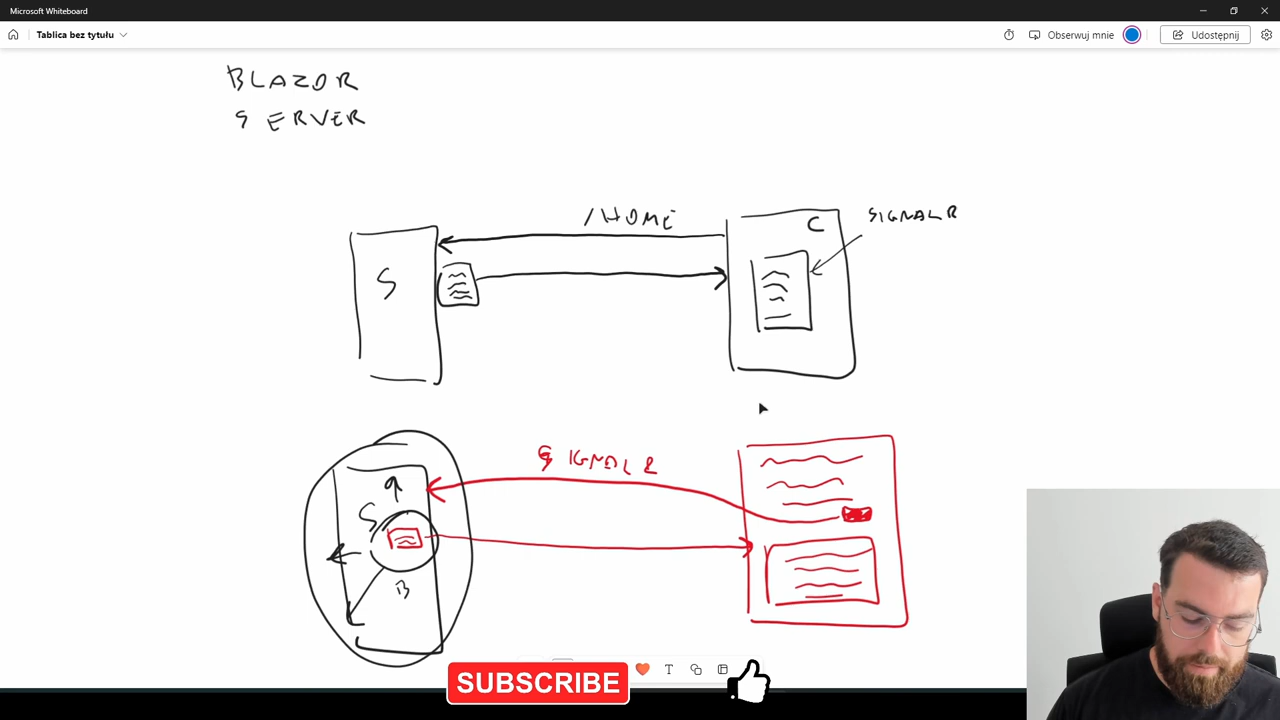 Microsoft Whiteboard
Tablica bez tytułu
Obserwuj mnie
Udostępnij
BLAZOR
SERVER
/HOME
SIGNALR
C
S
SIGNALR
S
B
T
SUBSCRIBE